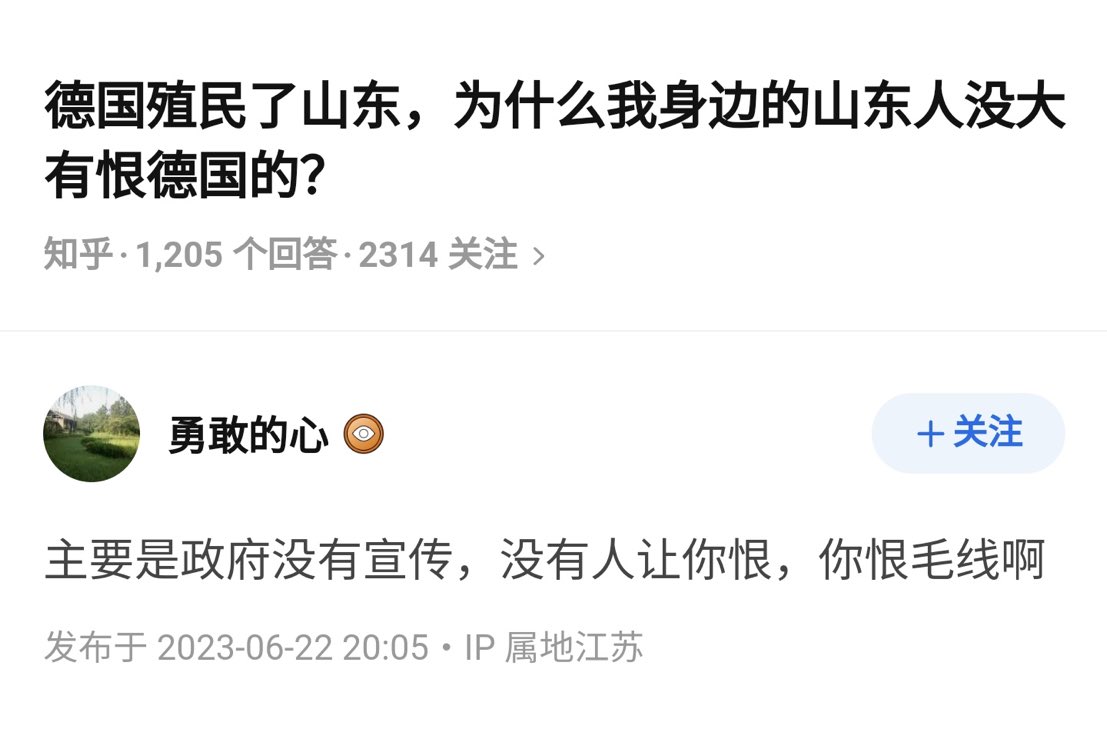 德国殖民了山东，为什么我身边的山东人没大
有恨德国的？
知乎·1,205 个回答·2314 关注 >
勇敢的心
＋关注
主要是政府没有宣传，没有人让你恨，你恨毛线啊
发布于 2023-06-22 20:05 • IP 属地江苏